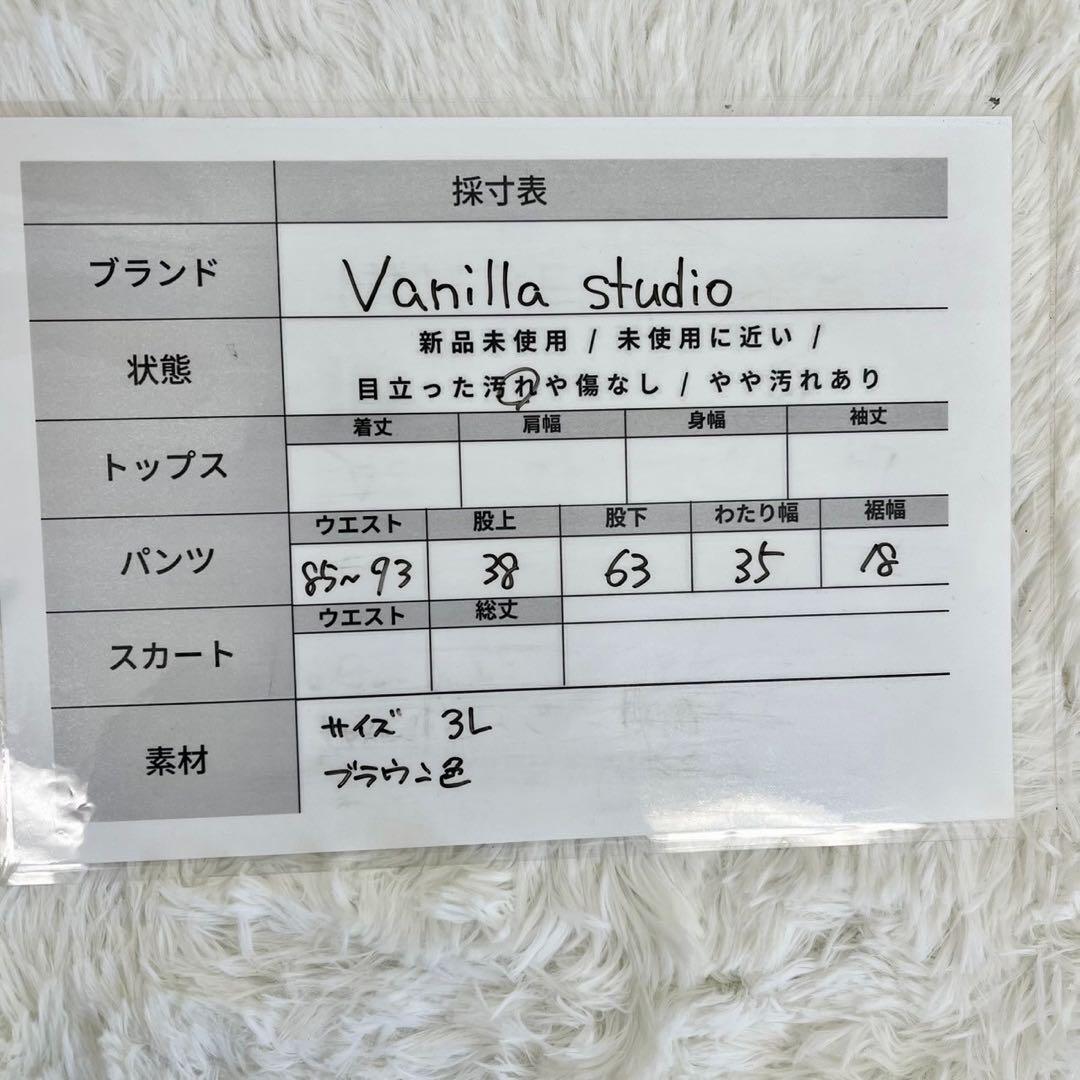 採寸表
ブランド
Vanilla studio
状態
新品未使用 / 未使用に近い /
目立った汚れや傷なし / やや汚れあり
トップス
着丈 肩幅 身幅 袖丈
パンツ
ウエスト 股上 股下 わたり幅 裾幅
85~93 38 63 35 18
スカート
ウエスト 総丈
素材
サイズ 3L
ブラウン色